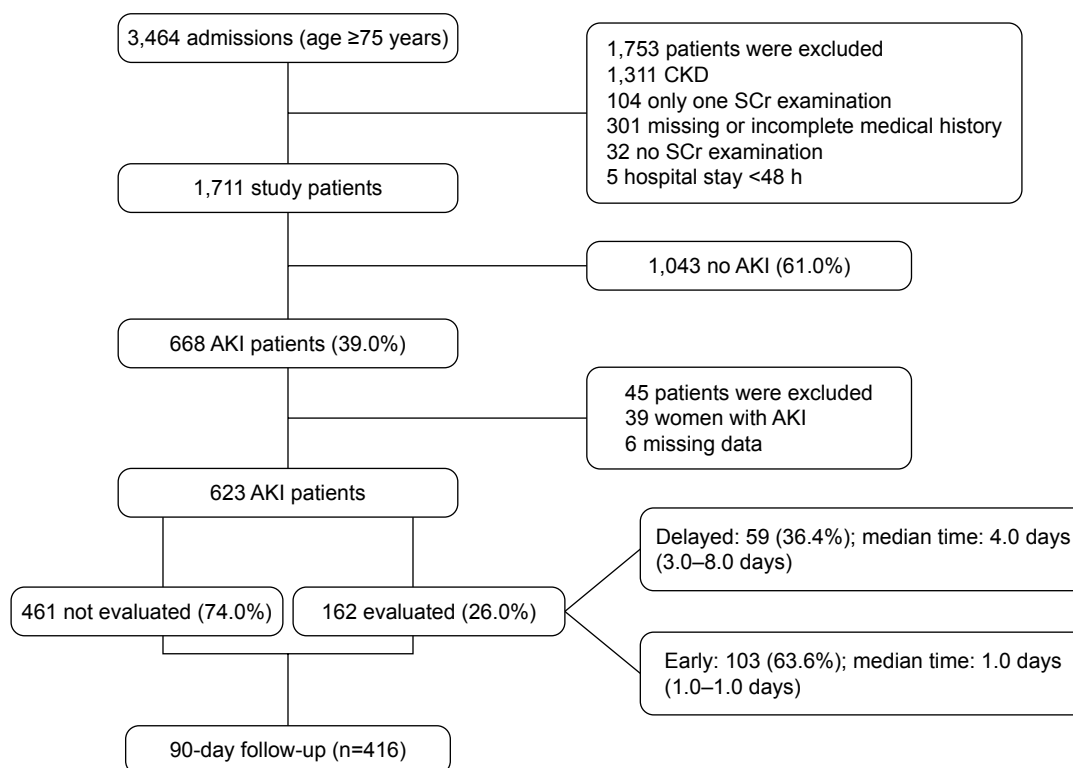 3,464 admissions (age ≥75 years)
1,753 patients were excluded
1,311 CKD
104 only one SCr examination
301 missing or incomplete medical history
32 no SCr examination
5 hospital stay <48 h
1,711 study patients
1,043 no AKI (61.0%)
668 AKI patients (39.0%)
45 patients were excluded
39 women with AKI
6 missing data
623 AKI patients
Delayed: 59 (36.4%); median time: 4.0 days
(3.0–8.0 days)
461 not evaluated (74.0%)
162 evaluated (26.0%)
Early: 103 (63.6%); median time: 1.0 days
(1.0–1.0 days)
90-day follow-up (n=416)